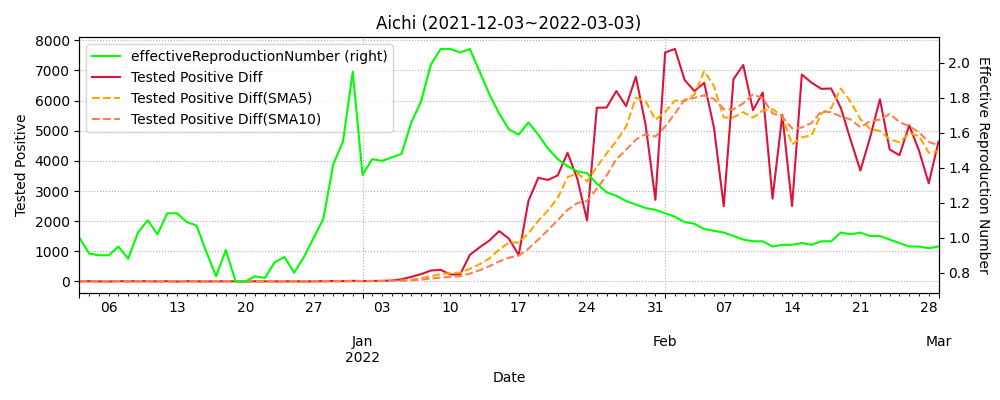 Aichi (2021-12-03~2022-03-03)
effectiveReproductionNumber (right)
Tested Positive Diff
Tested Positive Diff(SMA5)
Tested Positive Diff(SMA10)
8000
7000
6000
5000
4000
3000
2000
1000
0
Tested Positive
2.0
1.8
1.6
1.4
1.2
1.0
0.8
Effective Reproduction Number
06 13 20 27 03 10 17 24 31 07 14 21 28
Jan Feb Mar
2022
Date